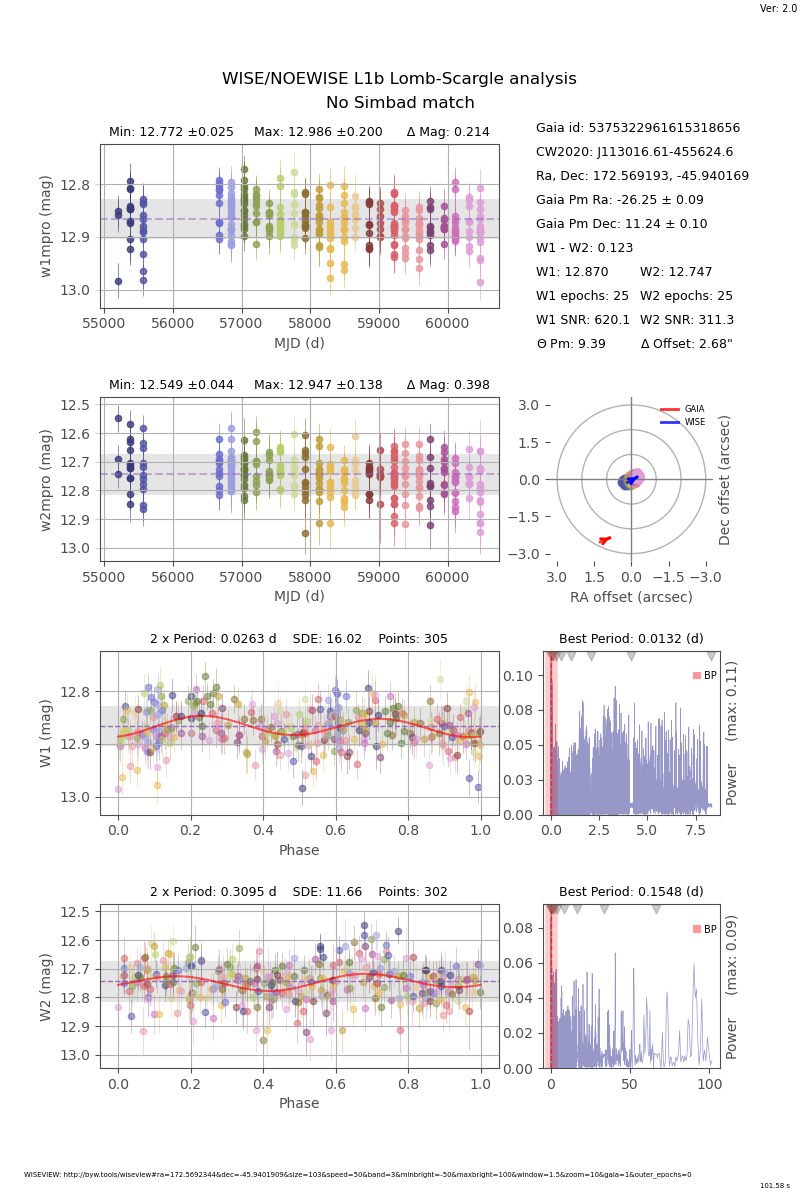 Ver: 2.0
WISE/NOEWISE L1b Lomb-Scargle analysis
No Simbad match
Min: 12.772 ±0.025 Max: 12.986 ±0.200 Δ Mag: 0.214
w1mpro (mag)
12.8
12.9
13.0
55000 56000 57000 58000 59000 60000
MJD (d)
Gaia id: 5375322961615318656
CW2020: J113016.61-455624.6
Ra, Dec: 172.569193, -45.940169
Gaia Pm Ra: -26.25 ± 0.09
Gaia Pm Dec: 11.24 ± 0.10
W1 - W2: 0.123
W1: 12.870 W2: 12.747
W1 epochs: 25 W2 epochs: 25
W1 SNR: 620.1 W2 SNR: 311.3
Θ Pm: 9.39 Δ Offset: 2.68"
Min: 12.549 ±0.044 Max: 12.947 ±0.138 Δ Mag: 0.398
w2mpro (mag)
12.5
12.6
12.7
12.8
12.9
13.0
55000 56000 57000 58000 59000 60000
MJD (d)
GAIA
WISE
3.0
1.5
0.0
−1.5
−3.0
3.0 1.5 0.0 −1.5 −3.0
RA offset (arcsec)
Dec offset (arcsec)
2 x Period: 0.0263 d SDE: 16.02 Points: 305
W1 (mag)
12.8
12.9
13.0
0.0 0.2 0.4 0.6 0.8 1.0
Phase
Best Period: 0.0132 (d)
BP
0.10
0.08
0.05
0.03
0.00
0.0 2.5 5.0 7.5
Power (max: 0.11)
2 x Period: 0.3095 d SDE: 11.66 Points: 302
W2 (mag)
12.5
12.6
12.7
12.8
12.9
13.0
0.0 0.2 0.4 0.6 0.8 1.0
Phase
Best Period: 0.1548 (d)
BP
0.08
0.06
0.04
0.02
0.00
0 50 100
Power (max: 0.09)
WISEVIEW: http://byw.tools/wiseview#ra=172.5692344&dec=-45.9401909&size=103&speed=50&band=3&minbright=-50&maxbright=100&window=1.5&zoom=10&gaia=1&outer_epochs=0
101.58 s